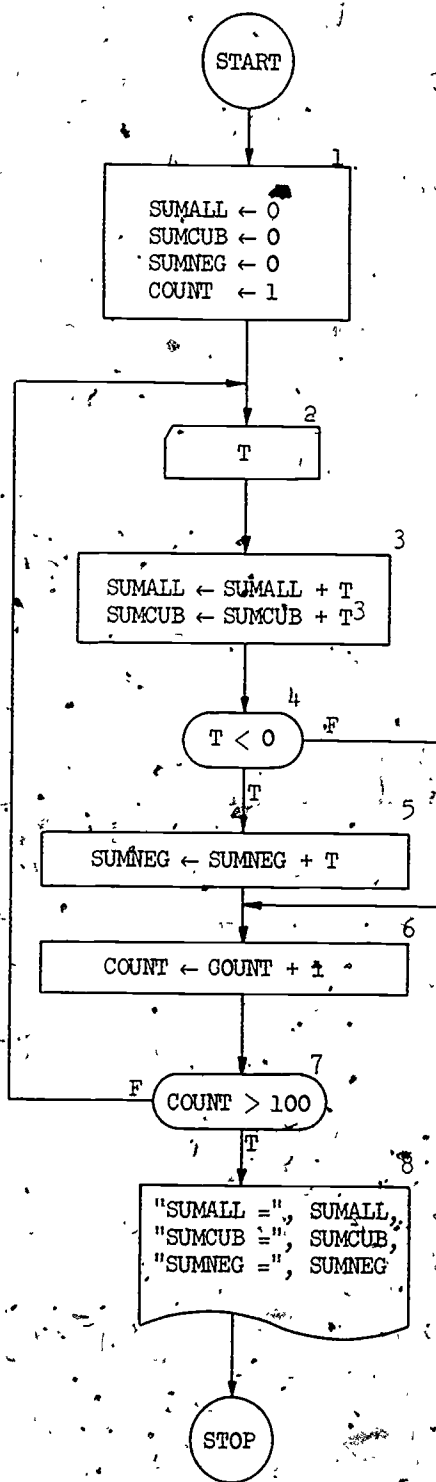 START
1
SUMALL ← 0
SUMCUB ← 0
SUMNEG ← 0
COUNT ← 1
2
T
3
SUMALL ← SUMALL + T
SUMCUB ← SUMCUB + T³
4
T < 0
F
T
5
SUMNEG ← SUMNEG + T
6
COUNT ← COUNT + 1
7
F
COUNT > 100
T
8
"SUMALL =", SUMALL,
"SUMCUB =", SUMCUB,
"SUMNEG =", SUMNEG
STOP